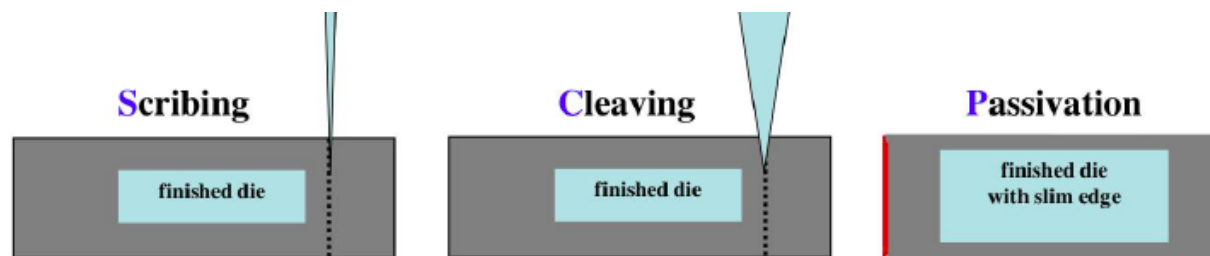 Scribing
Cleaving
Passivation
finished die
finished die
finished die
with slim edge